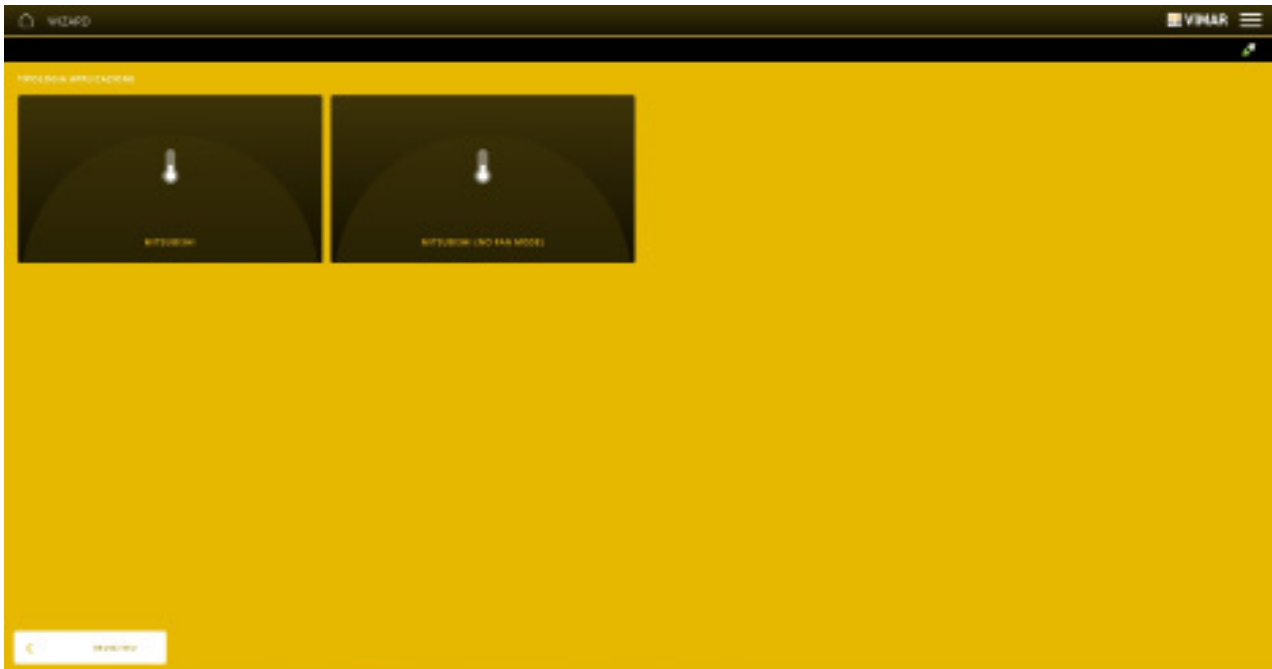 WIZARD
VIMAR
TIPOLOGIA APPLICAZIONE
MITSUBISHI
MITSUBISHI (NO FAN MODE)